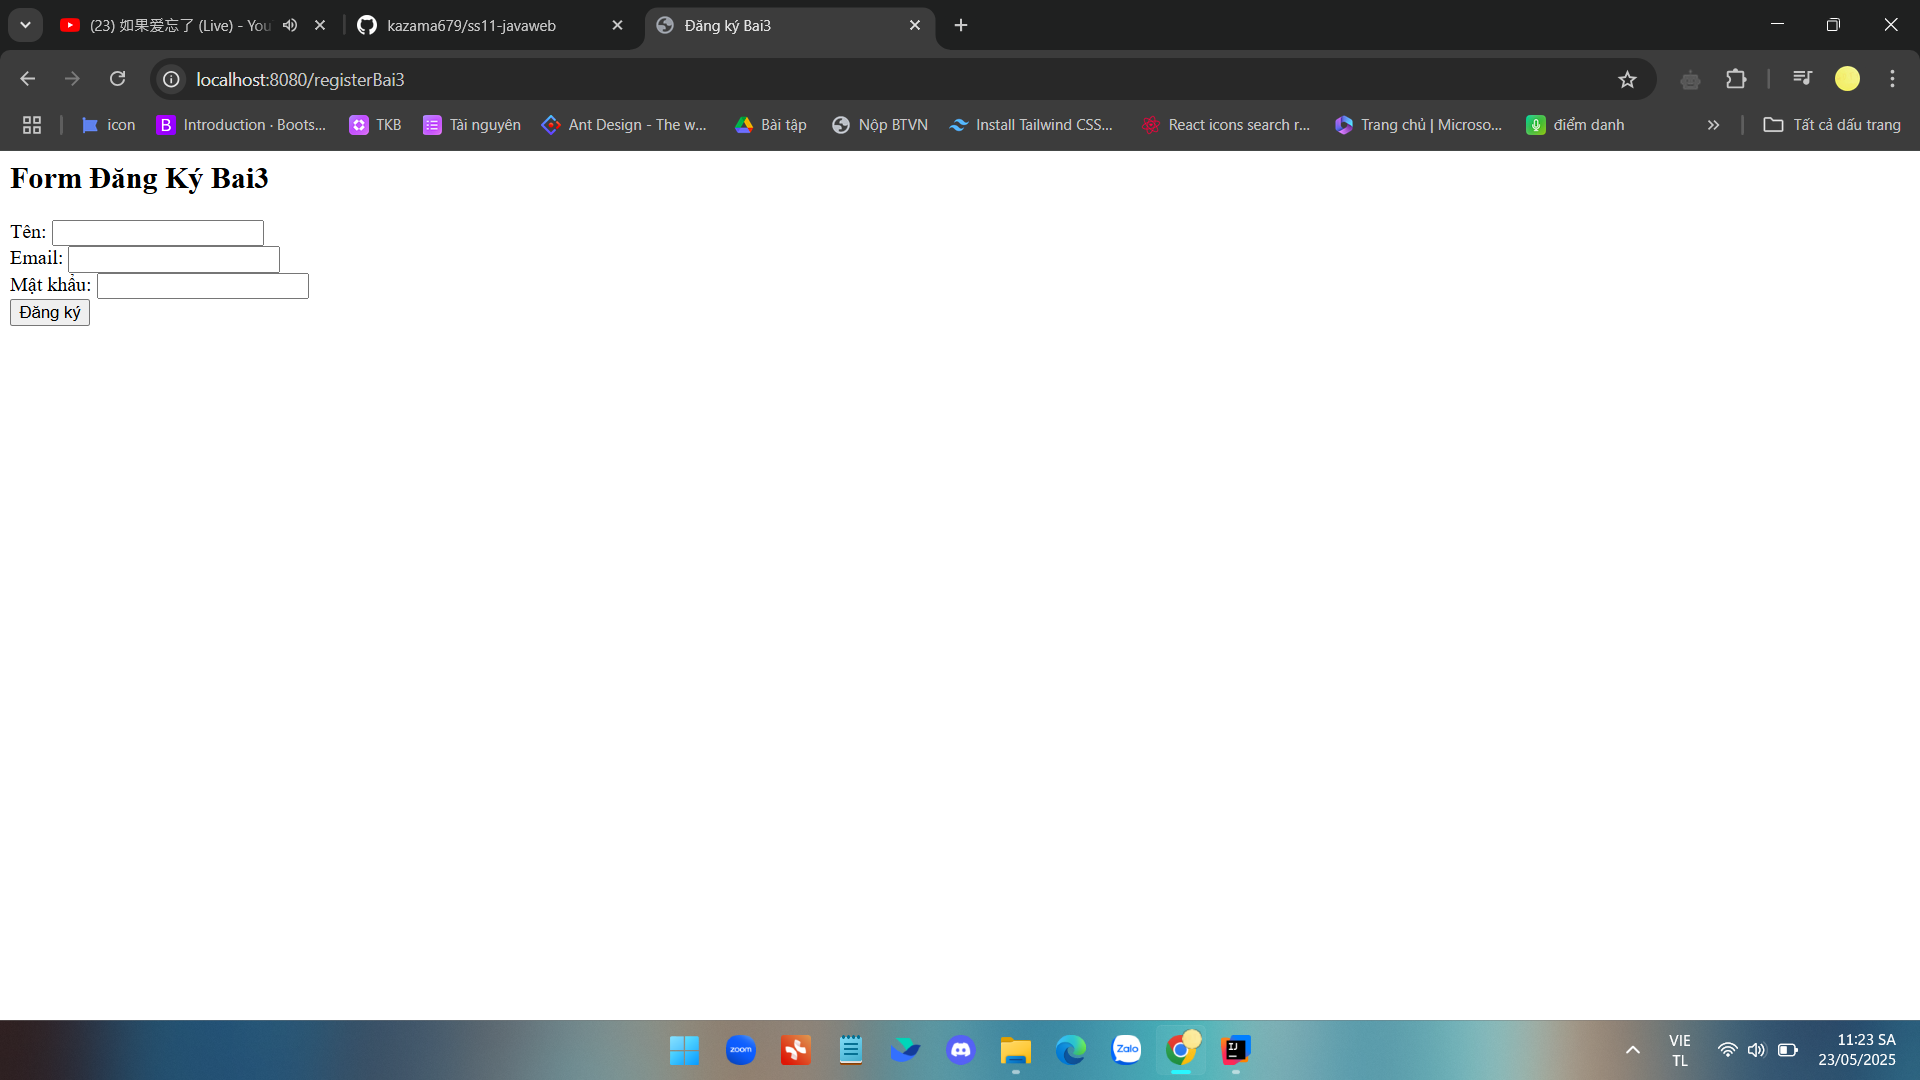 (23) 如果爱忘了 (Live) - You
kazama679/ss11-javaweb
Đăng ký Bai3
localhost:8080/registerBai3
icon
B Introduction · Boots...
TKB
Tài nguyên
Ant Design - The w...
Bài tập
Nộp BTVN
Install Tailwind CSS...
React icons search r...
Trang chủ | Microso...
điểm danh
Tất cả dấu trang
Form Đăng Ký Bai3
Tên:
Email:
Mật khẩu:
Đăng ký
zoom
Zalo
IJ
VIE
TL
11:23 SA
23/05/2025